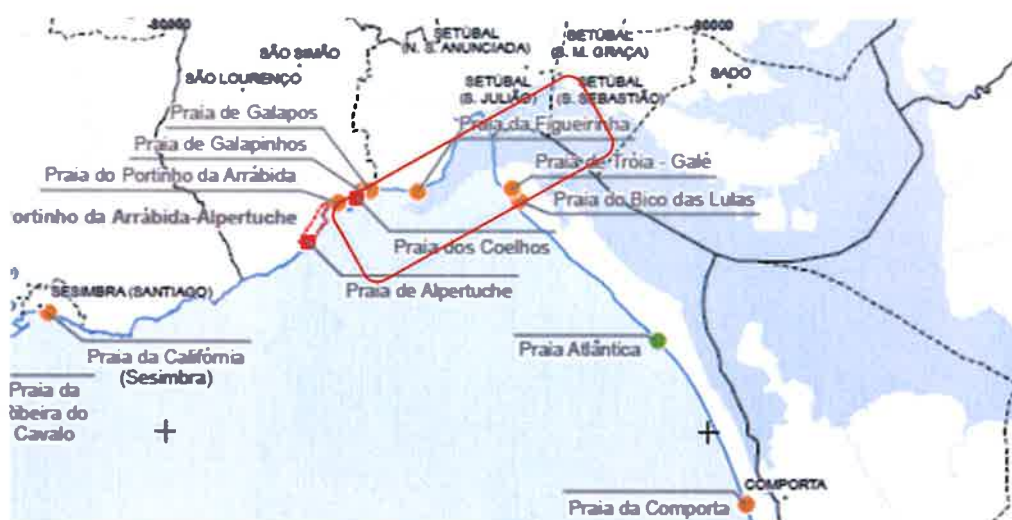 -80000
-60000
SETÚBAL
(N. S. ANUNCIADA)
SETÚBAL
(S. M. GRAÇA)
SÃO SIMÃO
SÃO LOURENÇO
SETÚBAL
(S. JULIÃO)
SETÚBAL
(S. SEBASTIÃO)
SADO
Praia de Galapos
Praia da Figueirinha
Praia de Galapinhos
Praia de Tróia - Galé
Praia do Portinho da Arrábida
Praia do Bico das Lulas
ortinho da Arrábida-Alpertuche
Praia dos Coelhos
Praia de Alpertuche
SESIMBRA (SANTIAGO)
Praia da Califórnia
(Sesimbra)
Praia Atlântica
Praia da
Ribeira do
Cavalo
COMPORTA
Praia da Comporta